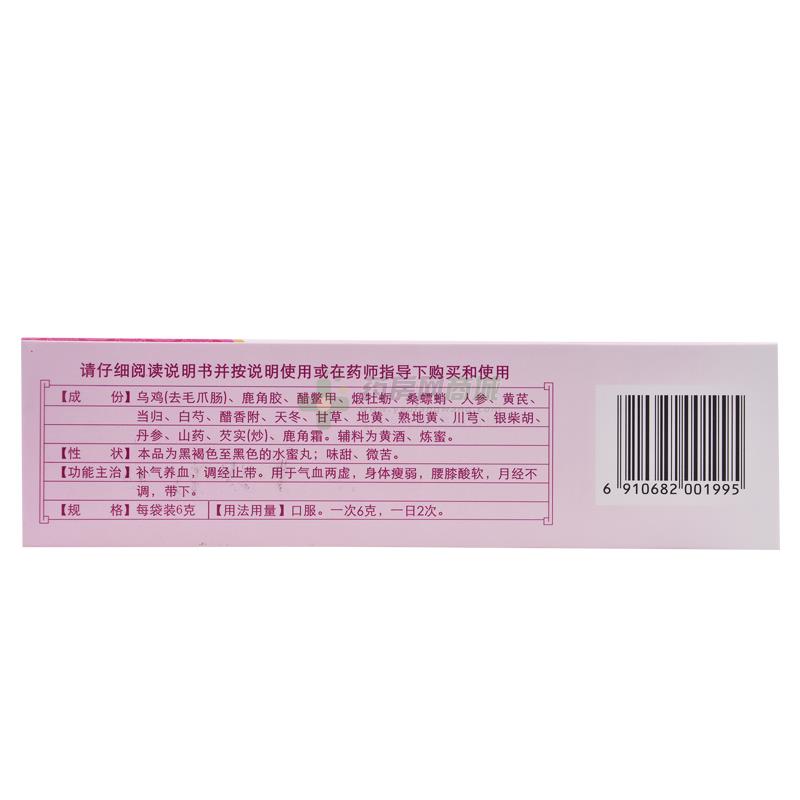 请仔细阅读说明书并按说明使用或在药师指导下购买和使用
药房网商城
【成 份】乌鸡(去毛爪肠)、鹿角胶、醋鳖甲、煅牡蛎、桑螵蛸、人参、黄芪、
当归、白芍、醋香附、天冬、甘草、地黄、熟地黄、川芎、银柴胡、
丹参、山药、芡实(炒)、鹿角霜。辅料为黄酒、炼蜜。
【性 状】本品为黑褐色至黑色的水蜜丸；味甜、微苦。
【功能主治】补气养血，调经止带。用于气血两虚，身体瘦弱，腰膝酸软，月经不
调，带下。
【规 格】每袋装6克 【用法用量】口服。一次6克，一日2次。
6 910682 001995